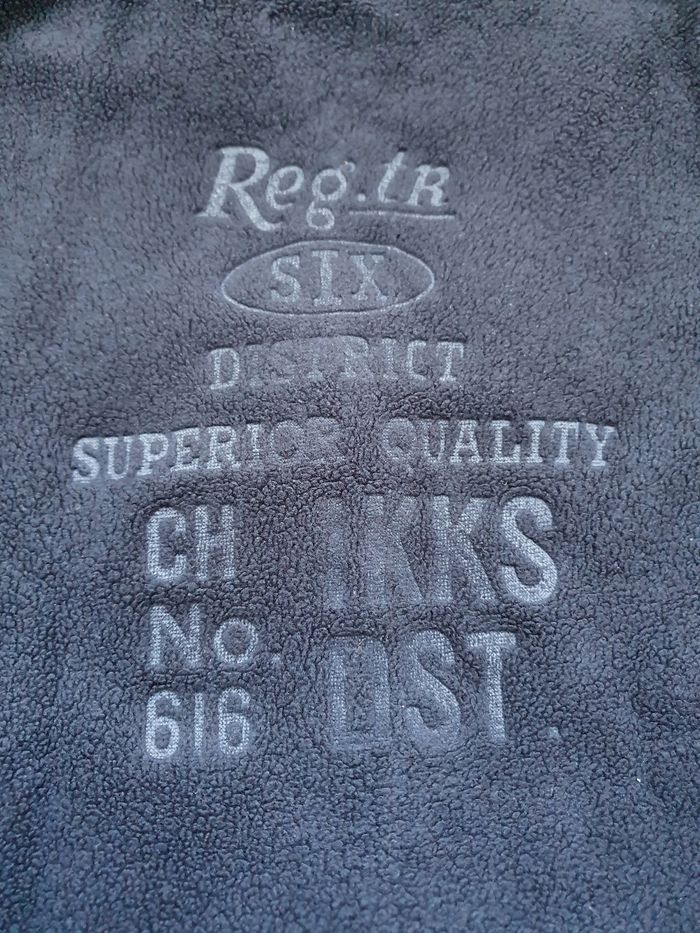 Reg.tR
SIX
DISTRICT
SUPERIOR QUALITY
CH IKKS
No. DST.
616